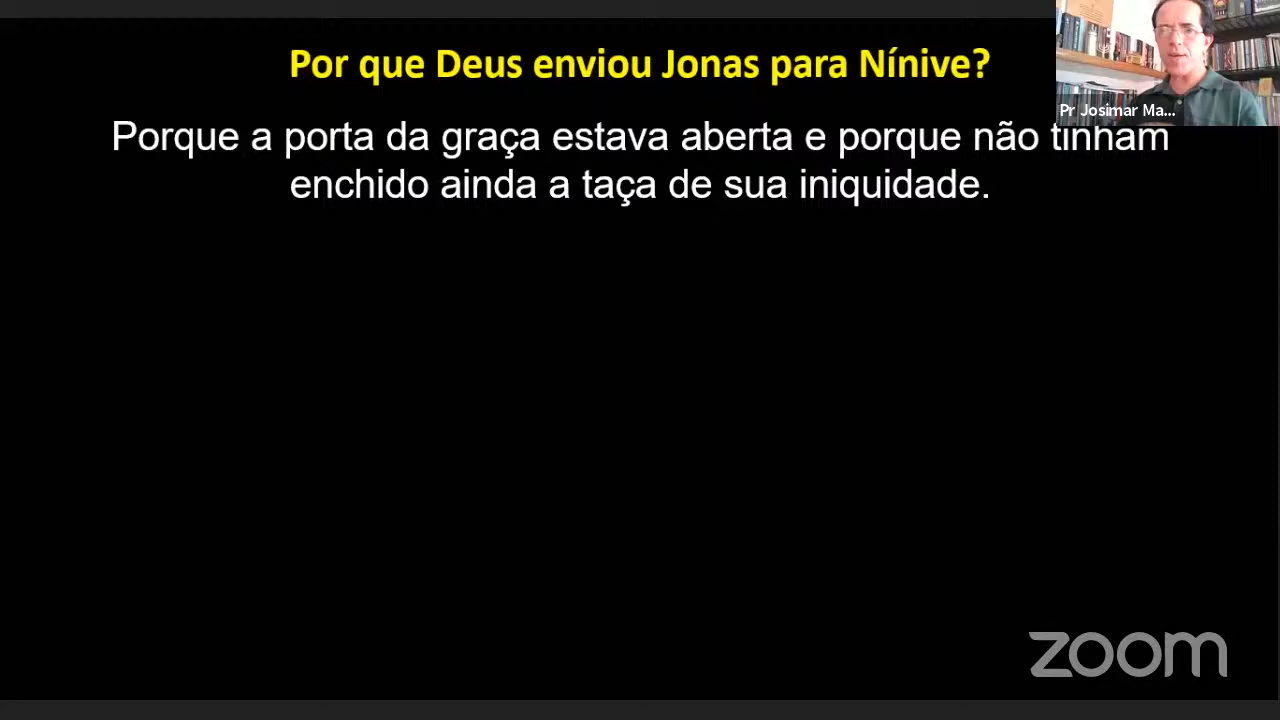 Por que Deus enviou Jonas para Nínive?
Pr Josimar Ma...
Porque a porta da graça estava aberta e porque não tinham
enchido ainda a taça de sua iniquidade.
zoom